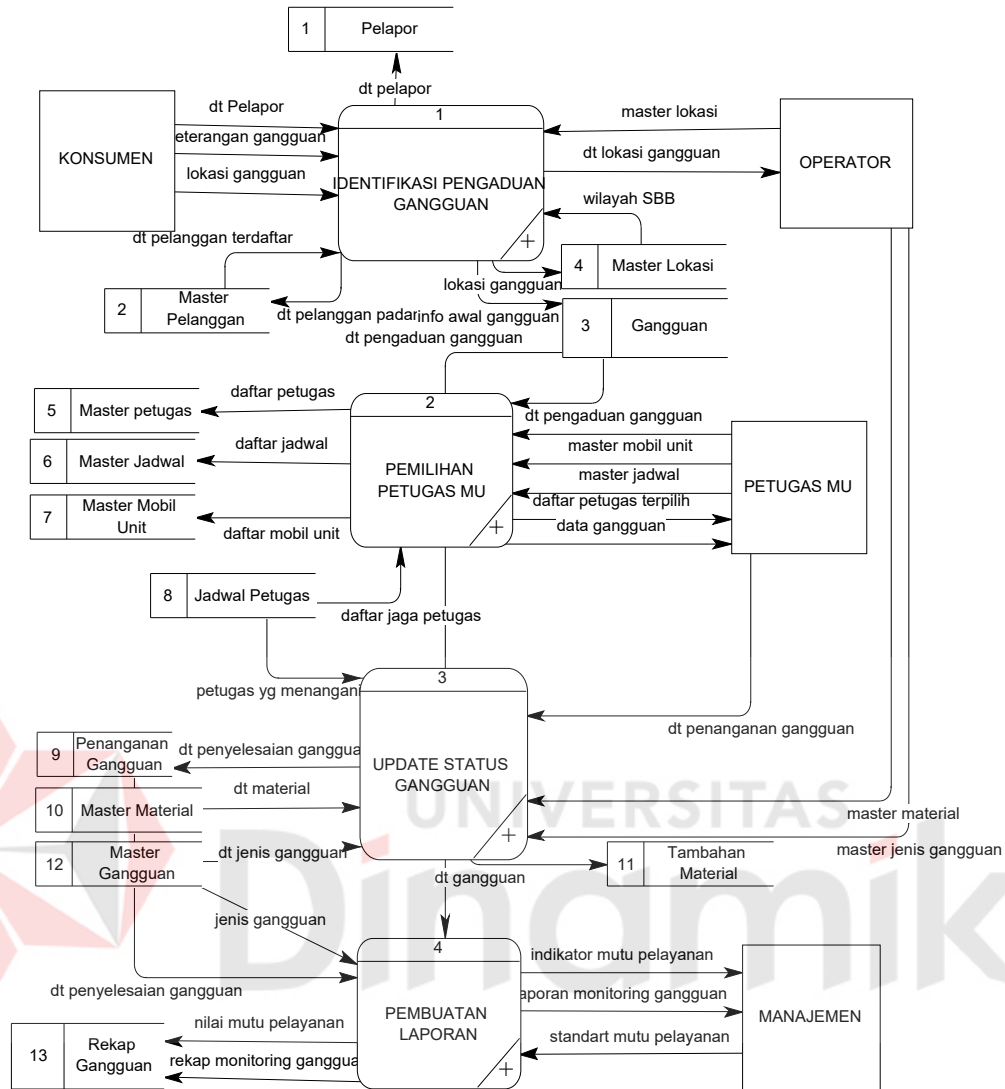 1 Pelapor
dt pelapor
KONSUMEN
dt Pelapor
eterangan gangguan
lokasi gangguan
1
IDENTIFIKASI PENGADUAN
GANGGUAN
+
master lokasi
dt lokasi gangguan
OPERATOR
wilayah SBB
dt pelanggan terdaftar
4 Master Lokasi
lokasi gangguan
2 Master
Pelanggan
dt pelanggan padar
info awal gangguan
3 Gangguan
dt pengaduan gangguan
5 Master petugas
daftar petugas
6 Master Jadwal
daftar jadwal
7 Master Mobil
Unit
daftar mobil unit
2
PEMILIHAN
PETUGAS MU
+
dt pengaduan gangguan
master mobil unit
master jadwal
daftar petugas terpilih
data gangguan
PETUGAS MU
8 Jadwal Petugas
daftar jaga petugas
petugas yg menangani
3
UPDATE STATUS
GANGGUAN
+
dt penanganan gangguan
9 Penanganan
Gangguan
dt penyelesaian ganggua
10 Master Material
dt material
12 Master
Gangguan
dt jenis gangguan
UNIVERSITAS
Dinamik
master material
master jenis gangguan
11 Tambahan
Material
dt gangguan
jenis gangguan
dt penyelesaian gangguan
4
PEMBUATAN
LAPORAN
+
indikator mutu pelayanan
aporan monitoring gangguan
standart mutu pelayanan
MANAJEMEN
13 Rekap
Gangguan
nilai mutu pelayanan
rekap monitoring ganggua